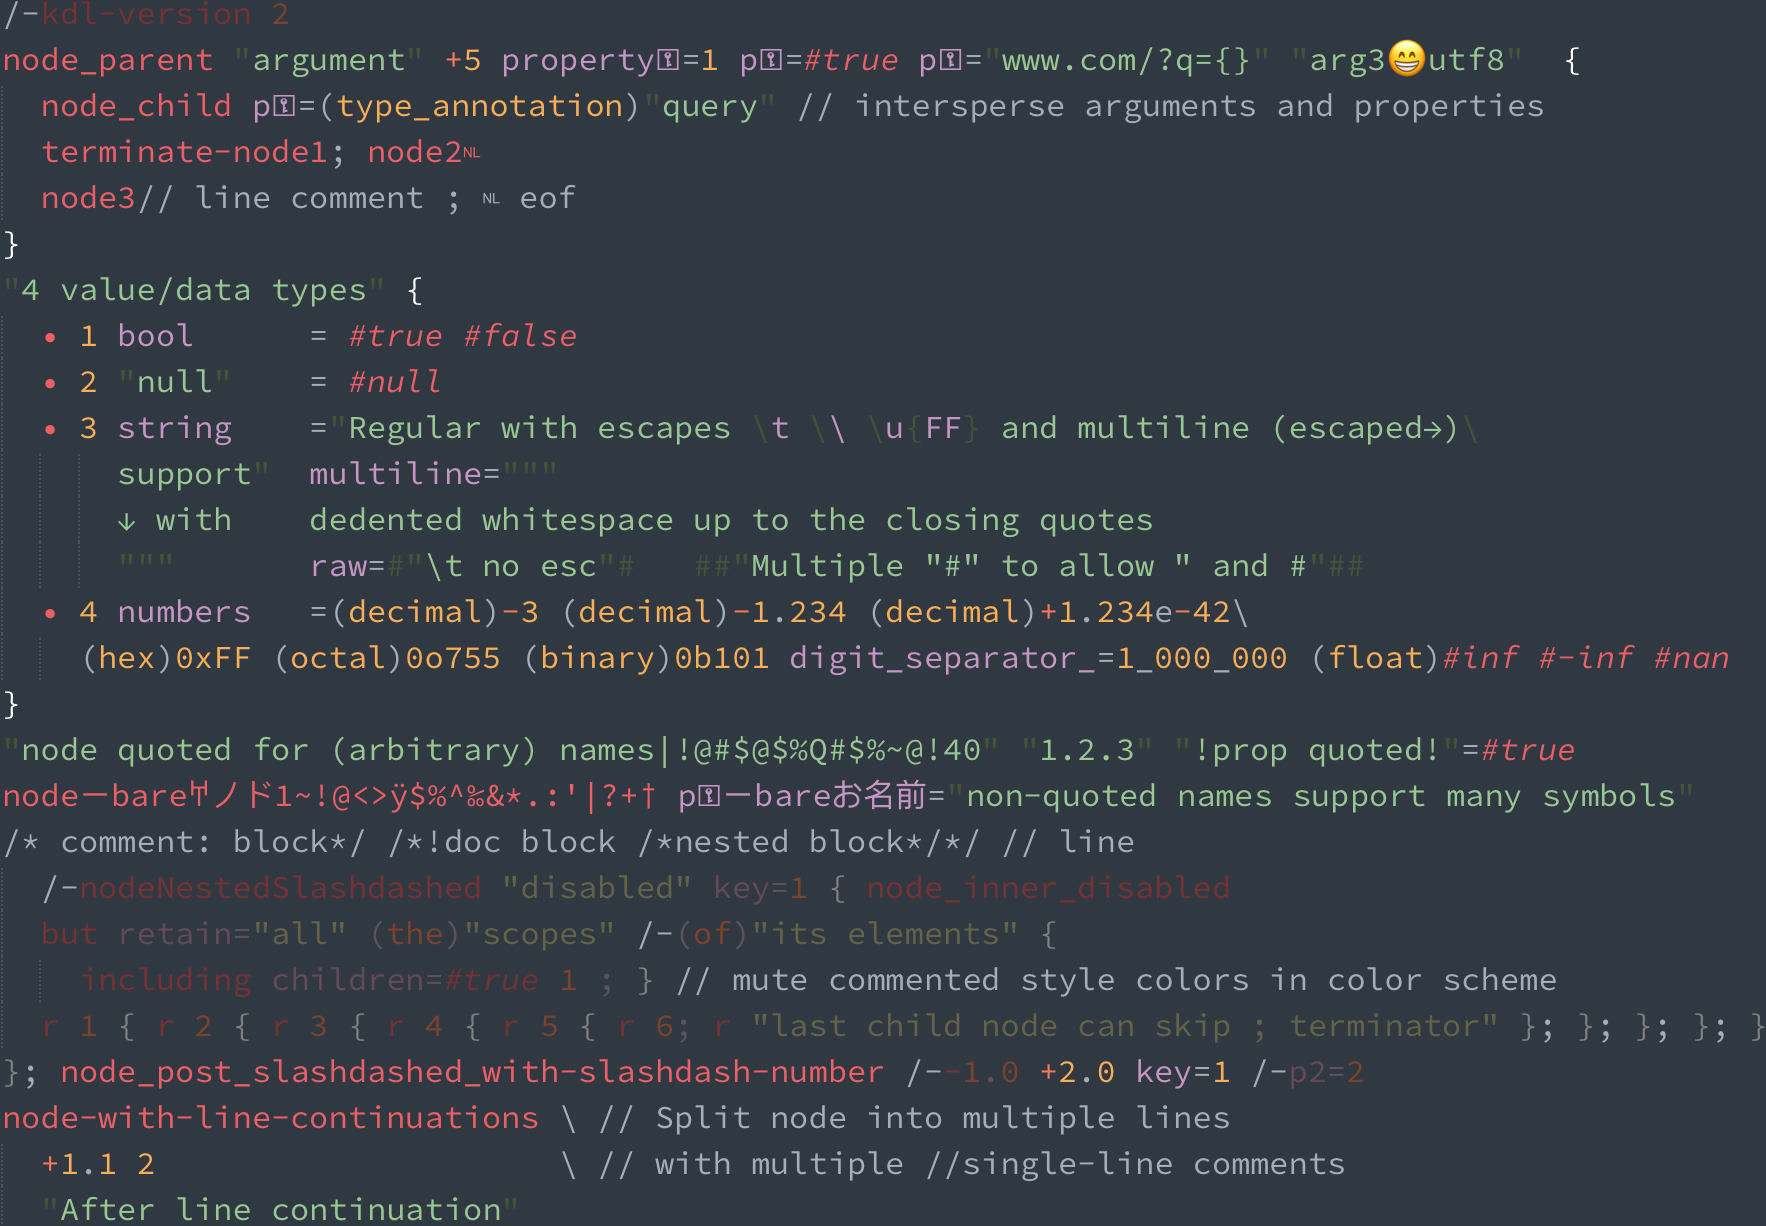 /-kdl-version 2
node_parent "argument" +5 property⚿=1 p⚿=#true p⚿="www.com/?q={}" "arg3😁utf8"  {
  node_child p⚿=(type_annotation)"query" // intersperse arguments and properties
  terminate-node1; node2␤
  node3// line comment ; ␤ eof
}
"4 value/data types" {
  • 1 bool      = #true #false
  • 2 "null"    = #null
  • 3 string    ="Regular with escapes \t \\ \u{FF} and multiline (escaped→)\
      support"  multiline="""
      ↓ with    dedented whitespace up to the closing quotes
      """       raw=#"\t no esc"#   ##"Multiple "#" to allow " and #"##
  • 4 numbers   =(decimal)-3 (decimal)-1.234 (decimal)+1.234e-42\
    (hex)0xFF (octal)0o755 (binary)0b101 digit_separator_=1_000_000 (float)#inf #-inf #nan
}
"node quoted for (arbitrary) names|!@#$@$%Q#$%~@!40" "1.2.3" "!prop quoted!"=#true
nodeーbareノド1~!@<>ÿ$%^‰&*.:'|?+† p⚿ーbareお名前="non-quoted names support many symbols"
/* comment: block*/ /*!doc block /*nested block*/*/ // line
  /-nodeNestedSlashdashed "disabled" key=1 { node_inner_disabled
  but retain="all" (the)"scopes" /-(of)"its elements" {
    including children=#true 1 ; } // mute commented style colors in color scheme
  r 1 { r 2 { r 3 { r 4 { r 5 { r 6; r "last child node can skip ; terminator" }; }; }; }; }
}; node_post_slashdashed_with-slashdash-number /--1.0 +2.0 key=1 /-p2=2
node-with-line-continuations \ // Split node into multiple lines
  +1.1 2                     \ // with multiple //single-line comments
  "After line continuation"